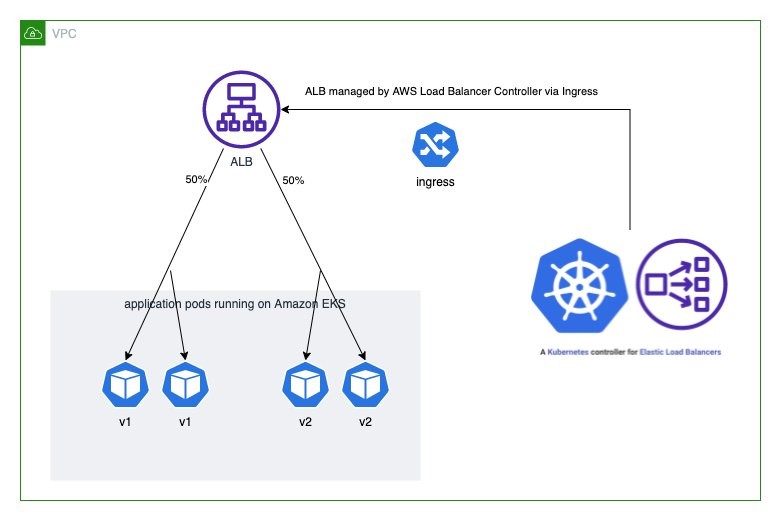 VPC
ALB managed by AWS Load Balancer Controller via Ingress
ALB
ingress
50%
50%
application pods running on Amazon EKS
A Kubernetes controller for Elastic Load Balancers
v1
v1
v2
v2